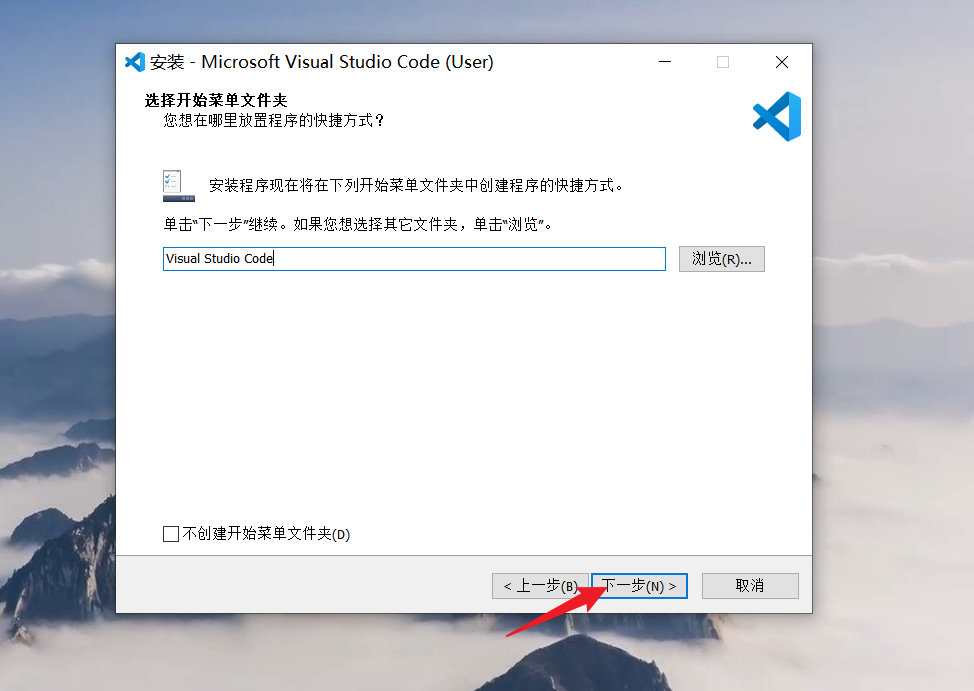 安装 - Microsoft Visual Studio Code (User)
选择开始菜单文件夹
您想在哪里放置程序的快捷方式？
安装程序现在将在下列开始菜单文件夹中创建程序的快捷方式。
单击“下一步”继续。如果您想选择其它文件夹，单击“浏览”。
Visual Studio Code
浏览(R)...
不创建开始菜单文件夹(D)
< 上一步(B)
下一步(N) >
取消